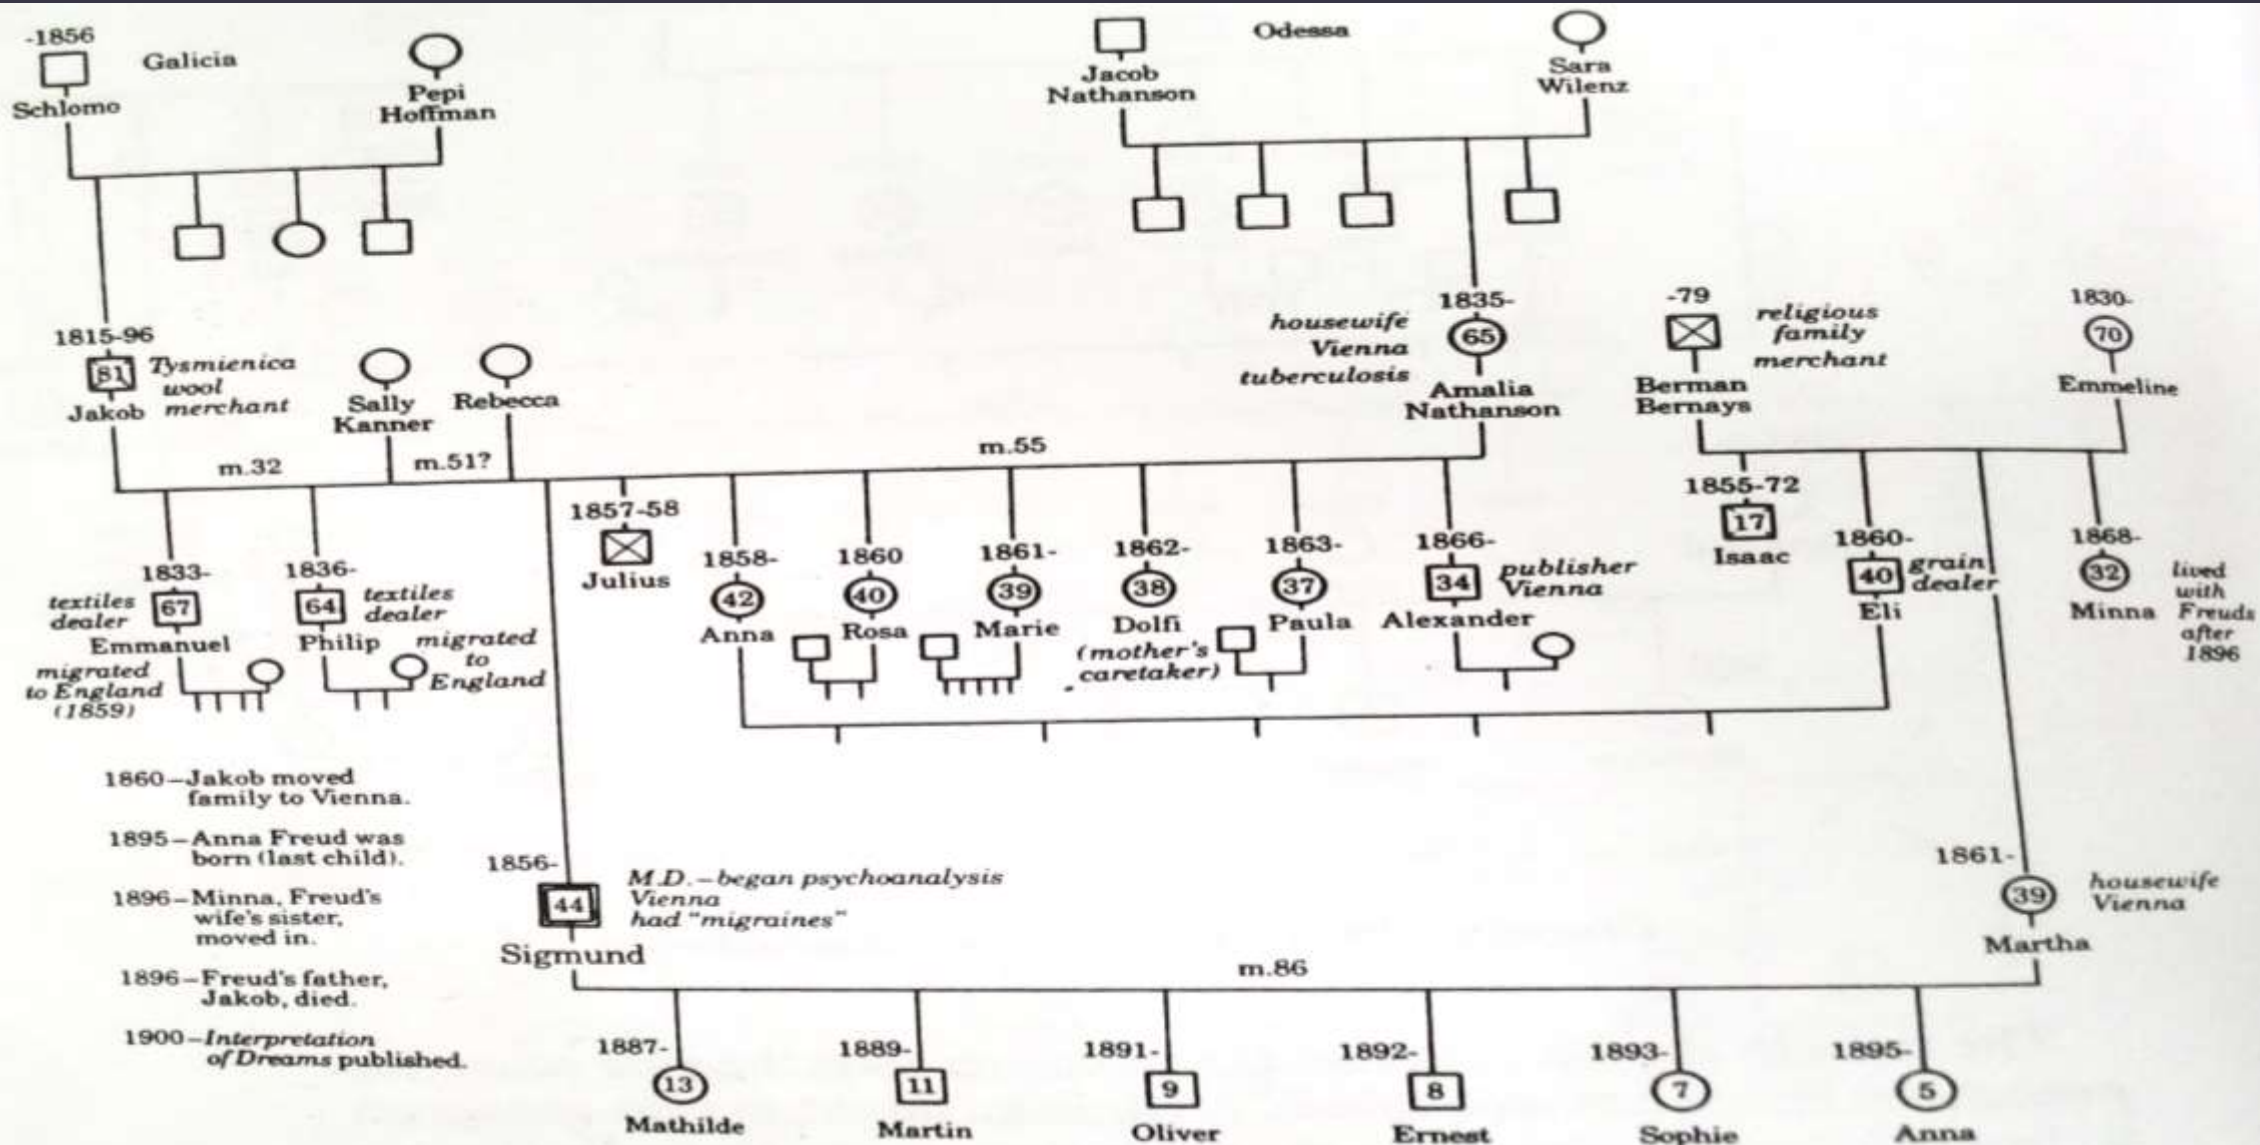 -1856
Galicia
Schlomo
Pepi
Hoffman
Odessa
Jacob
Nathanson
Sara
Wilenz
1815-96
81
Tysmienica
wool
merchant
Jakob
Sally
Kanner
Rebecca
housewife
Vienna
tuberculosis
1835-
65
Amalia
Nathanson
-79
religious
family
merchant
Berman
Bernays
1830-
70
Emmeline
m.32
m.51?
m.55
1833-
textiles
dealer
67
Emmanuel
migrated
to England
(1859)
1836-
64
textiles
dealer
Philip
migrated
to
England
1857-58
Julius
1858-
42
Anna
1860
40
Rosa
1861-
39
Marie
1862-
38
Dolfi
(mother's
caretaker)
1863-
37
Paula
1866-
34
publisher
Vienna
Alexander
1855-72
17
Isaac
1860-
40
grain
dealer
Eli
1868-
32
Minna
lived
with
Freuds
after
1896
1860–Jakob moved
family to Vienna.
1895–Anna Freud was
born (last child).
1896–Minna, Freud's
wife's sister,
moved in.
1896–Freud's father,
Jakob, died.
1900–Interpretation
of Dreams published.
1856-
44
M.D.–began psychoanalysis
Vienna
had "migraines"
Sigmund
1861-
39
housewife
Vienna
Martha
m.86
1887-
13
Mathilde
1889-
11
Martin
1891-
9
Oliver
1892-
8
Ernest
1893-
7
Sophie
1895-
5
Anna